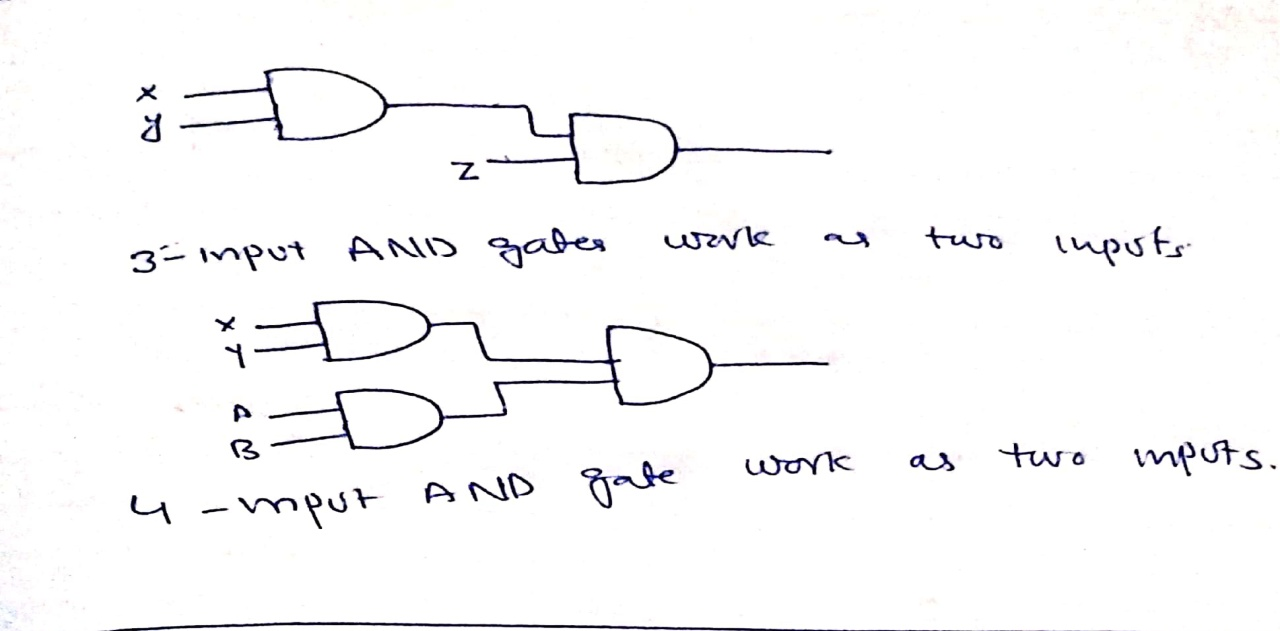 x
y
z
3-input AND gates work as two inputs.
x
Y
A
B
4-input AND gate work as two inputs.